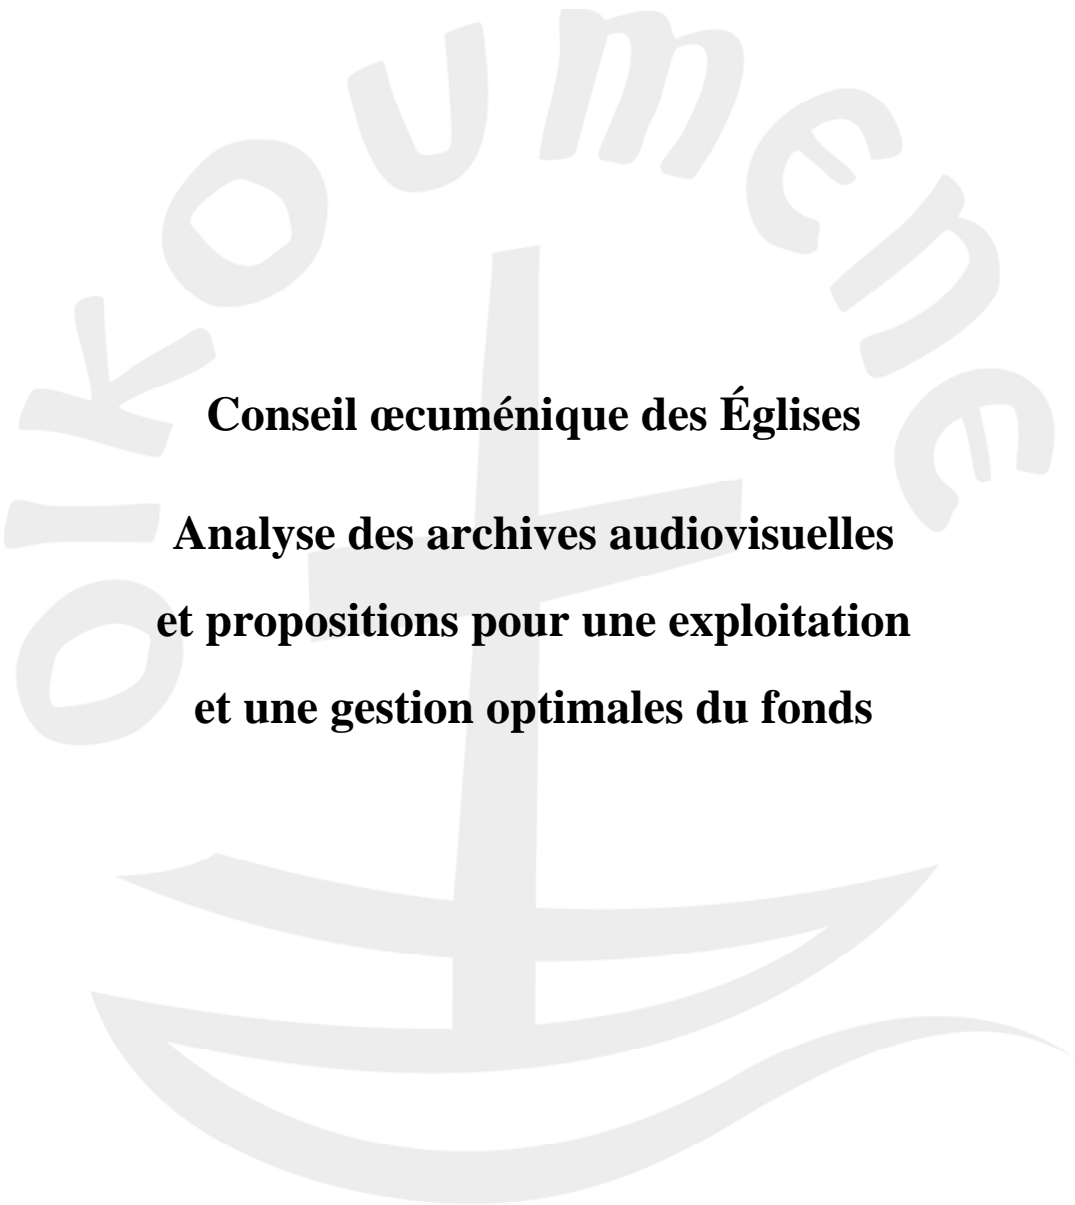 oikoumene
Conseil œcuménique des Églises
Analyse des archives audiovisuelles
et propositions pour une exploitation
et une gestion optimales du fonds